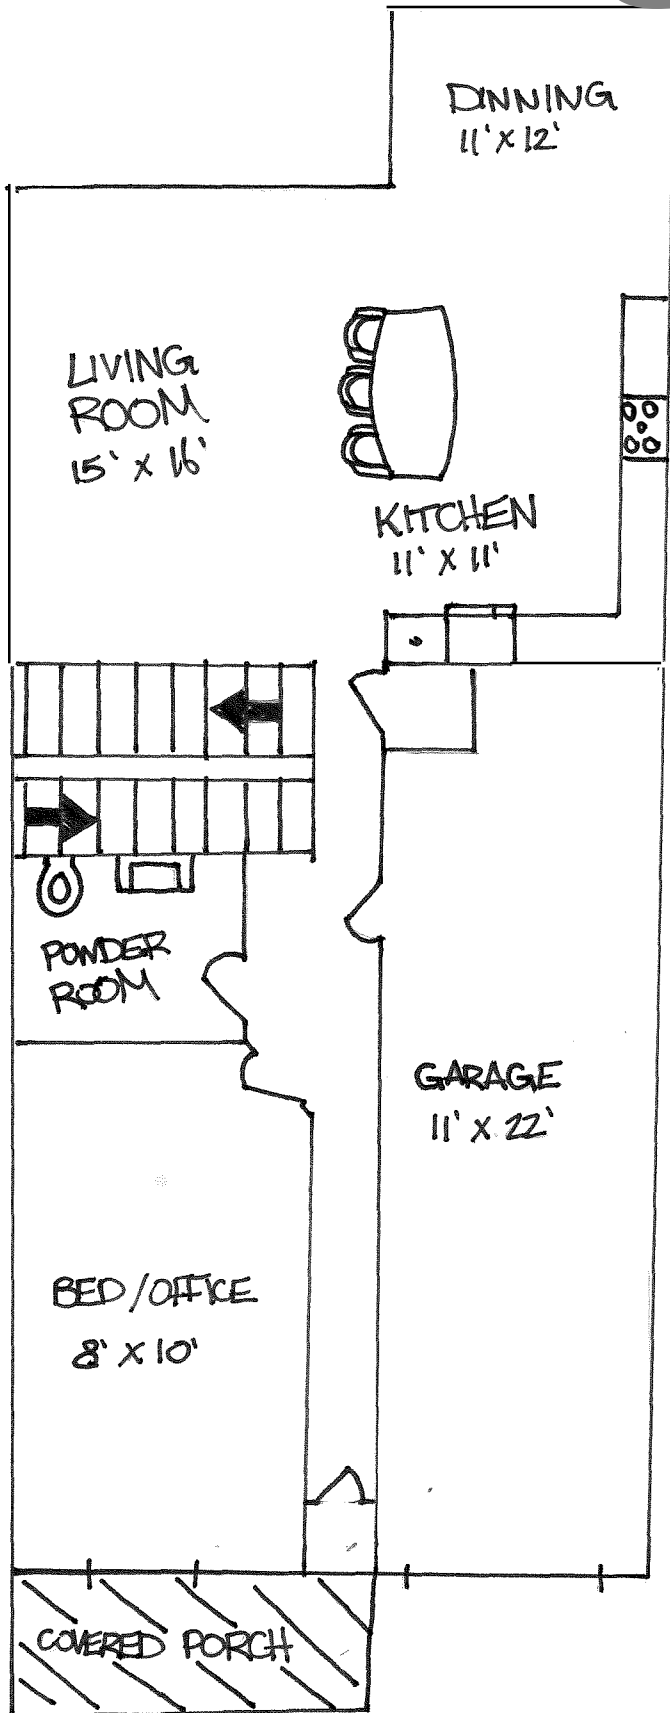 DINNING
11' X 12'
LIVING
ROOM
15' X 16'
KITCHEN
11' X 11'
POWDER
ROOM
GARAGE
11' X 22'
BED/OFFICE
8' X 10'
COVERED PORCH